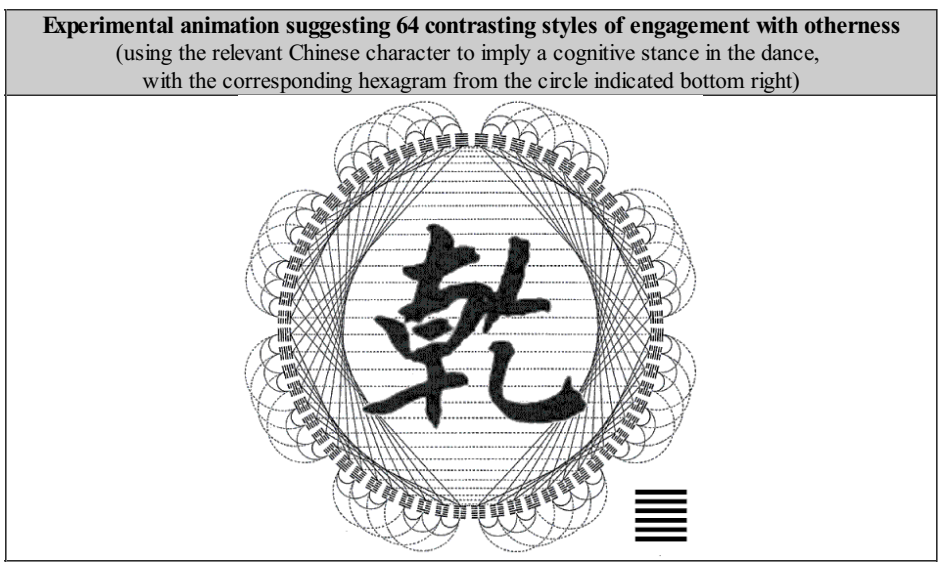 Experimental animation suggesting 64 contrasting styles of engagement with otherness
(using the relevant Chinese character to imply a cognitive stance in the dance,
with the corresponding hexagram from the circle indicated bottom right)
乾